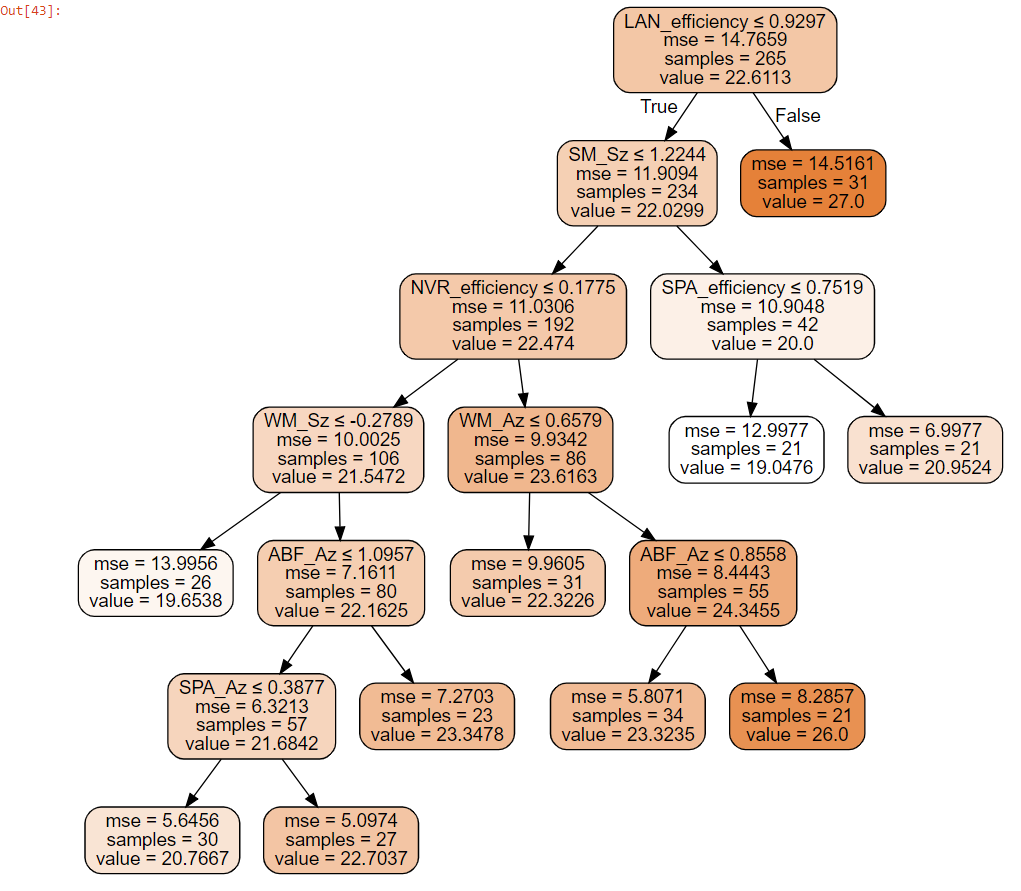 Out[43]:
LAN_efficiency ≤ 0.9297
mse = 14.7659
samples = 265
value = 22.6113
True
False
SM_Sz ≤ 1.2244
mse = 11.9094
samples = 234
value = 22.0299
mse = 14.5161
samples = 31
value = 27.0
NVR_efficiency ≤ 0.1775
mse = 11.0306
samples = 192
value = 22.474
SPA_efficiency ≤ 0.7519
mse = 10.9048
samples = 42
value = 20.0
WM_Sz ≤ -0.2789
mse = 10.0025
samples = 106
value = 21.5472
WM_Az ≤ 0.6579
mse = 9.9342
samples = 86
value = 23.6163
mse = 12.9977
samples = 21
value = 19.0476
mse = 6.9977
samples = 21
value = 20.9524
mse = 13.9956
samples = 26
value = 19.6538
ABF_Az ≤ 1.0957
mse = 7.1611
samples = 80
value = 22.1625
mse = 9.9605
samples = 31
value = 22.3226
ABF_Az ≤ 0.8558
mse = 8.4443
samples = 55
value = 24.3455
SPA_Az ≤ 0.3877
mse = 6.3213
samples = 57
value = 21.6842
mse = 7.2703
samples = 23
value = 23.3478
mse = 5.8071
samples = 34
value = 23.3235
mse = 8.2857
samples = 21
value = 26.0
mse = 5.6456
samples = 30
value = 20.7667
mse = 5.0974
samples = 27
value = 22.7037